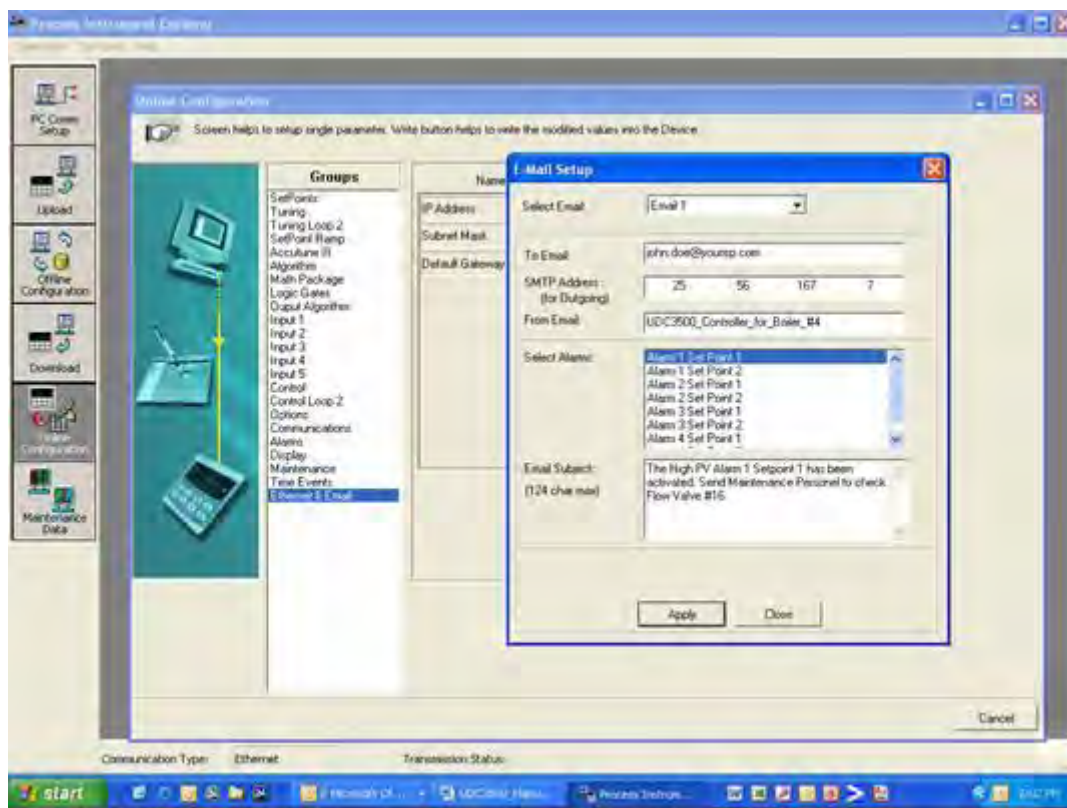 Process Instrument Explorer
PC Comm
Setup
Upload
Offline
Configuration
Download
Online
Configuration
Maintenance
Data
Online Configuration
Screen helps to setup single parameter. Write button helps to write the modified values into the Device
Groups
SetPoints
Tuning
Tuning Loop 2
SetPoint Ramp
Accutune III
Algorithm
Math Package
Logic Gates
Output Algorithm
Input 1
Input 2
Input 3
Input 4
Input 5
Control
Control Loop 2
Options
Communications
Alarms
Display
Maintenance
Time Events
Ethernet & Email
Name
IP Address
Subnet Mask
Default Gateway
E-Mail Setup
Select Email
Email 1
To Email
john.doe@yourisp.com
SMTP Address :
(for Outgoing)
25 56 167 7
From Email:
UDC3500_Controller_for_Boiler_#4
Select Alarms:
Alarm 1 Set Point 1
Alarm 1 Set Point 2
Alarm 2 Set Point 1
Alarm 2 Set Point 2
Alarm 3 Set Point 1
Alarm 3 Set Point 2
Alarm 4 Set Point 1
Email Subject:
(124 char max)
The High PV Alarm 1 Setpoint 1 has been
activated. Send Maintenance Personel to check
Flow Valve #16.
Apply
Close
Cancel
Communication Type: Ethernet
Transmission Status:
start
Process Instrum...